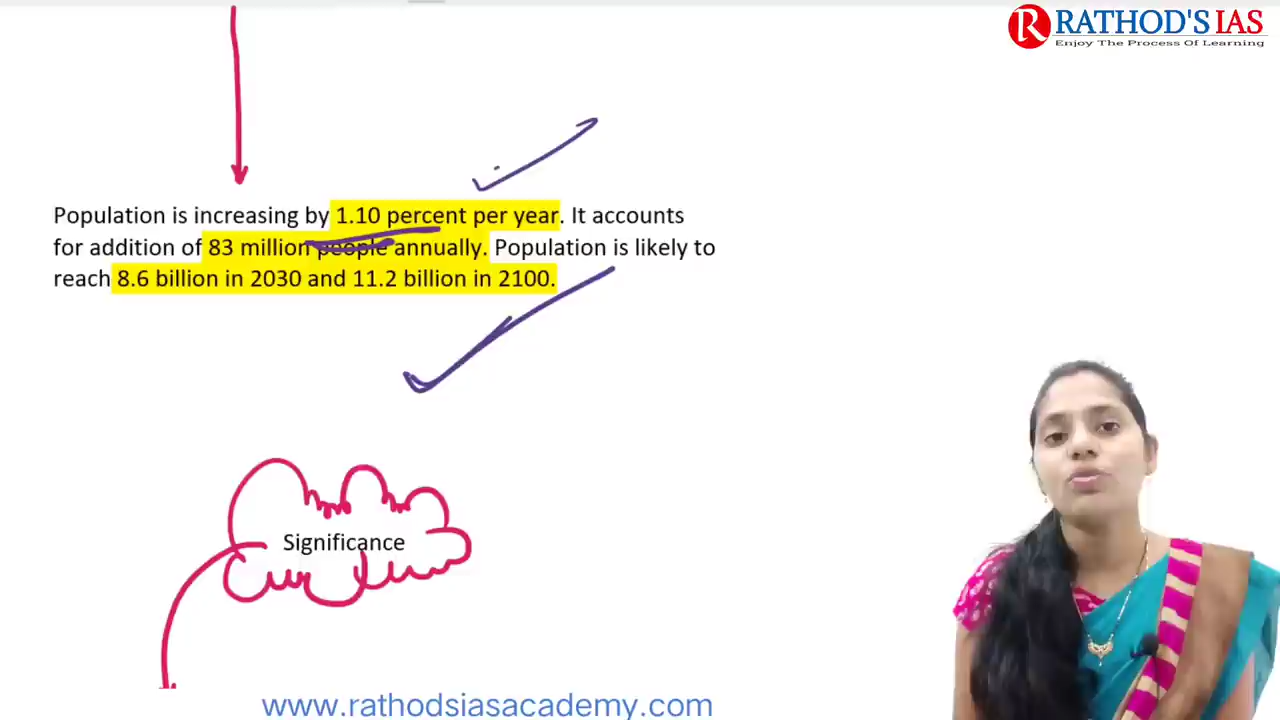 RATHOD'S IAS
Enjoy The Process Of Learning
Population is increasing by 1.10 percent per year. It accounts
for addition of 83 million people annually. Population is likely to
reach 8.6 billion in 2030 and 11.2 billion in 2100.
Significance
www.rathodsiasacademy.com